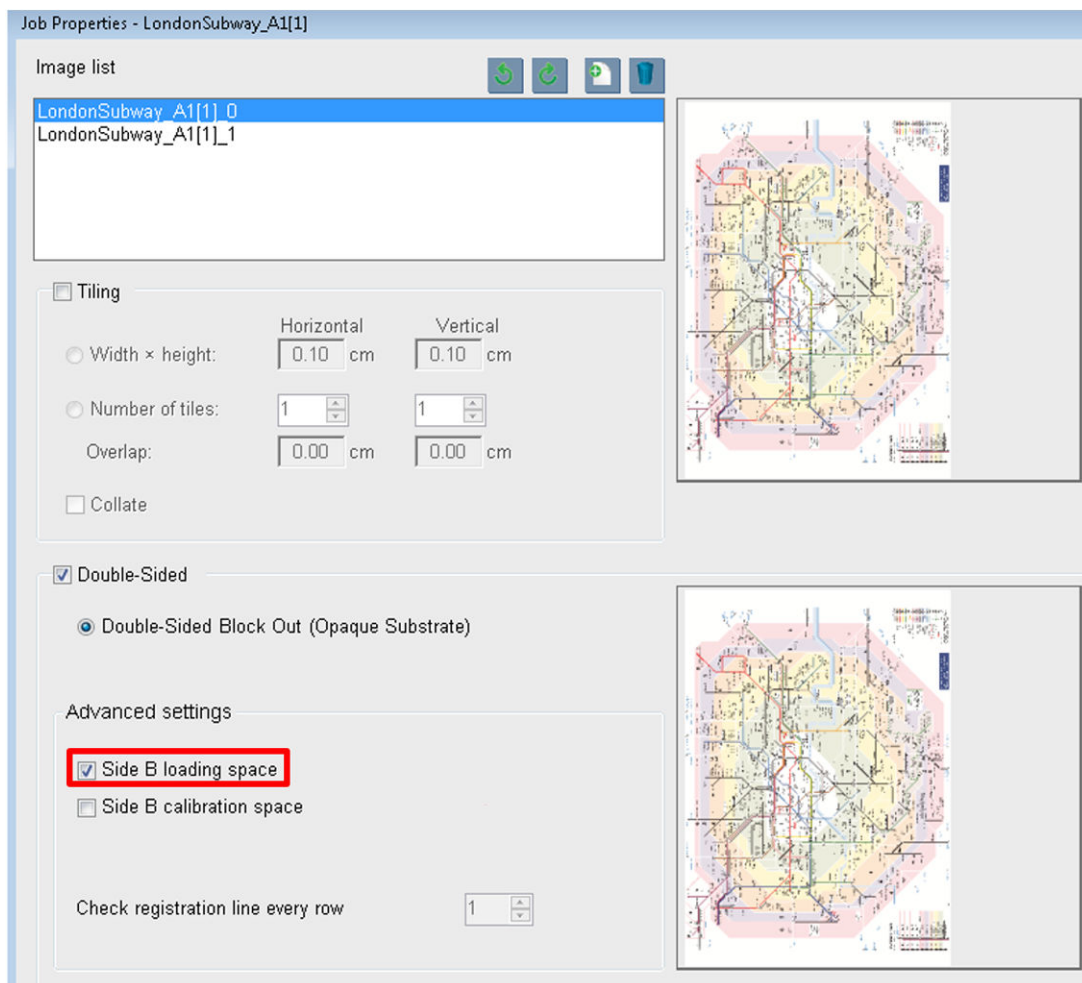 Job Properties - LondonSubway_A1[1]
Image list
LondonSubway_A1[1]_0
LondonSubway_A1[1]_1
Tiling
Horizontal Vertical
Width × height: 0.10 cm 0.10 cm
Number of tiles: 1 1
Overlap: 0.00 cm 0.00 cm
Collate
Double-Sided
Double-Sided Block Out (Opaque Substrate)
Advanced settings
Side B loading space
Side B calibration space
Check registration line every row 1